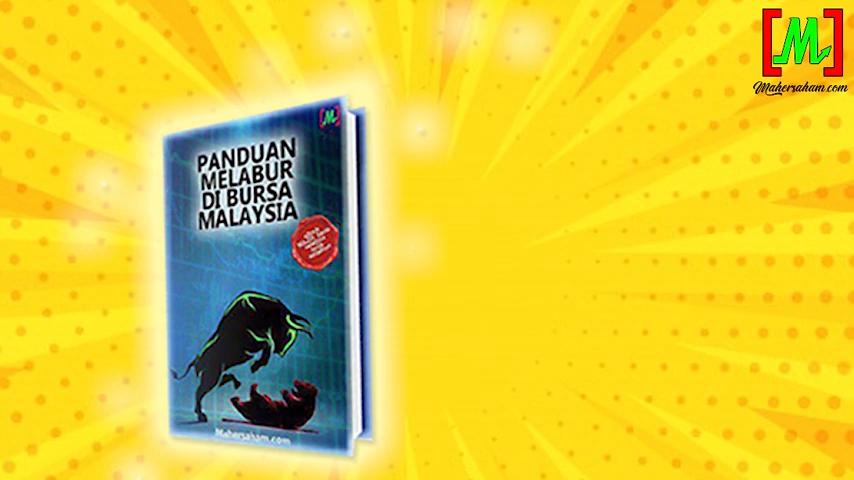 [M]
Mahersaham.com
[M]
PANDUAN
MELABUR
DI BURSA
MALAYSIA
Mahersaham.com